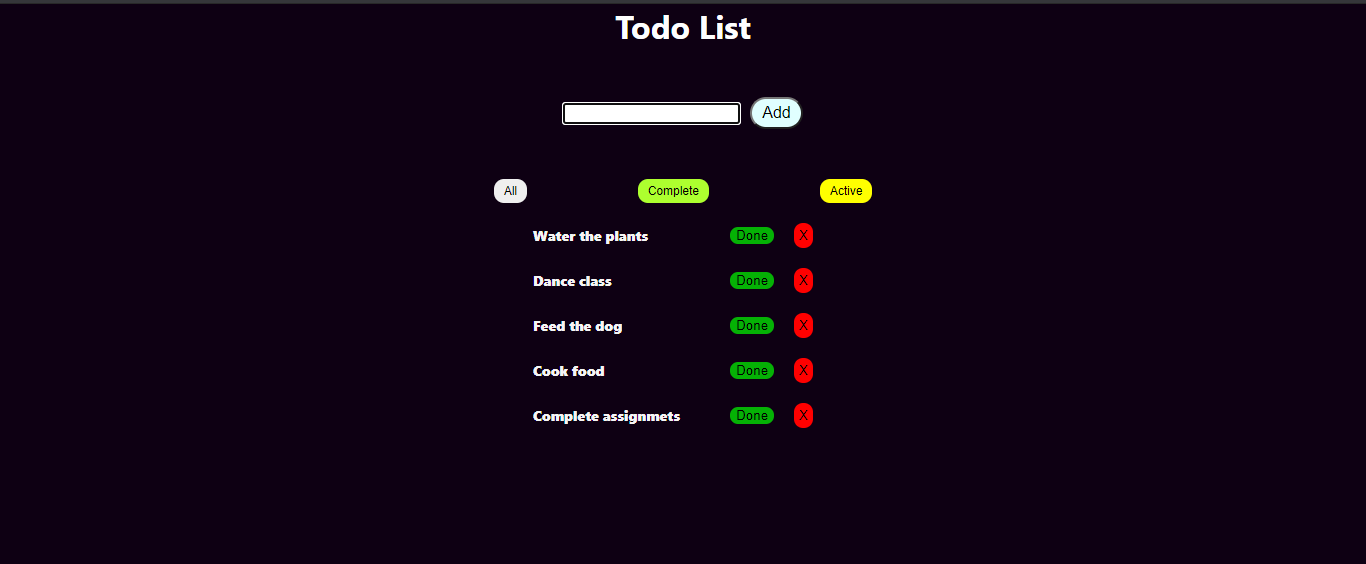 Todo List
Add
All Complete Active
Water the plants Done X
Dance class Done X
Feed the dog Done X
Cook food Done X
Complete assignmets Done X